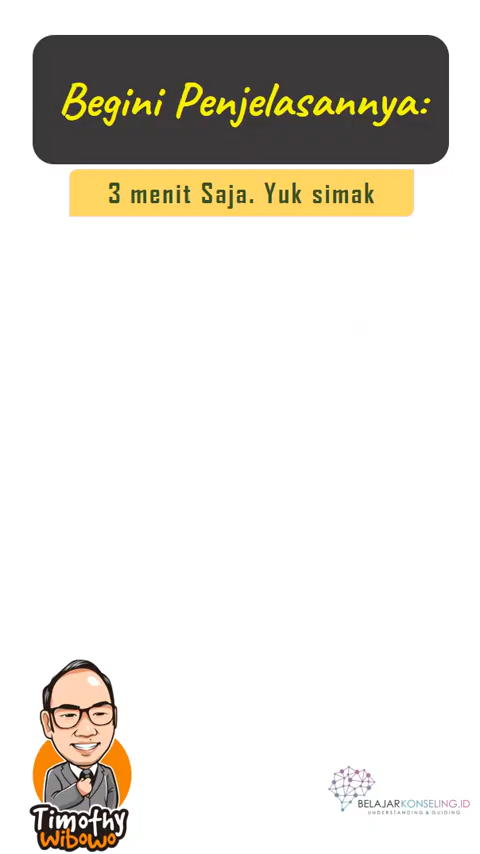 Begini Penjelasannya:
3 menit Saja. Yuk simak
Timothy
Wibowo
BELAJARKONSELING.ID
UNDERSTANDING & GUIDING